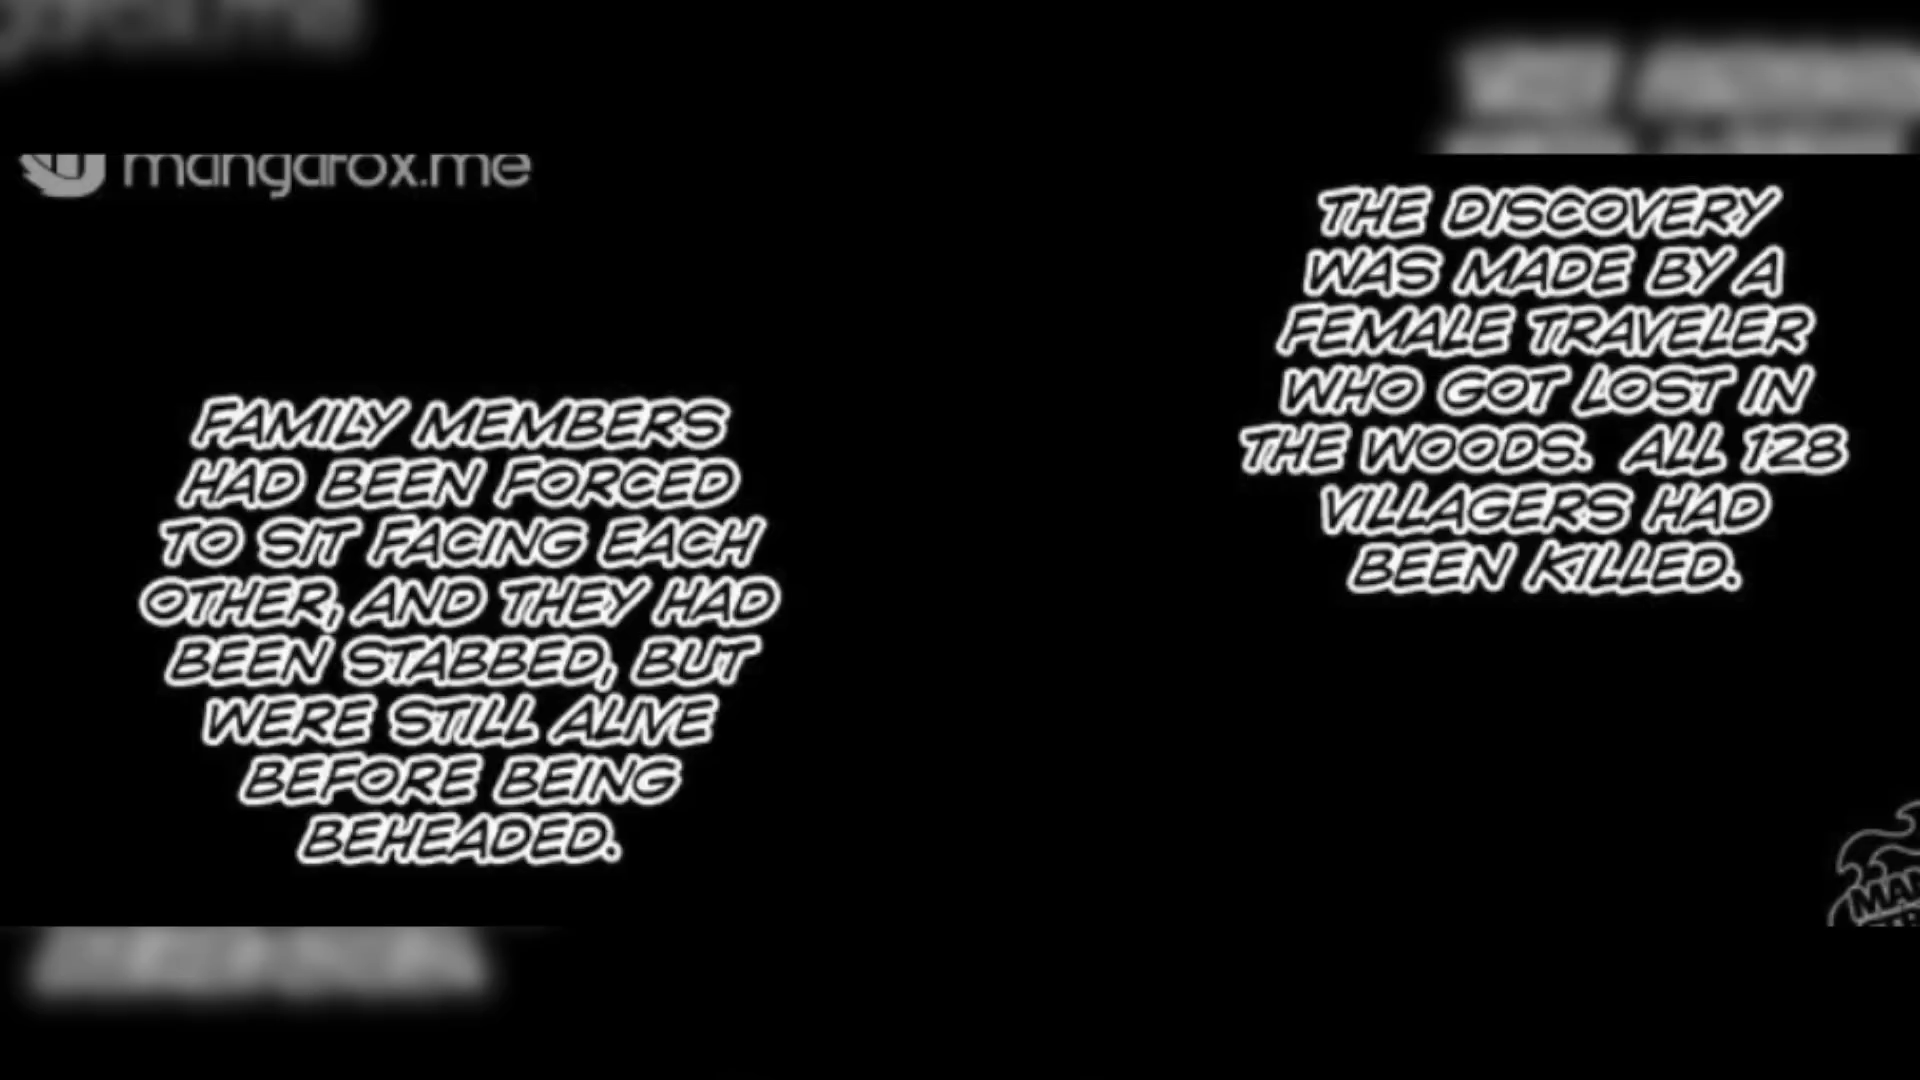 mangafox.me
THE DISCOVERY
WAS MADE BY A
FEMALE TRAVELER
WHO GOT LOST IN
THE WOODS. ALL 128
VILLAGERS HAD
BEEN KILLED.
FAMILY MEMBERS
HAD BEEN FORCED
TO SIT FACING EACH
OTHER, AND THEY HAD
BEEN STABBED, BUT
WERE STILL ALIVE
BEFORE BEING
BEHEADED.